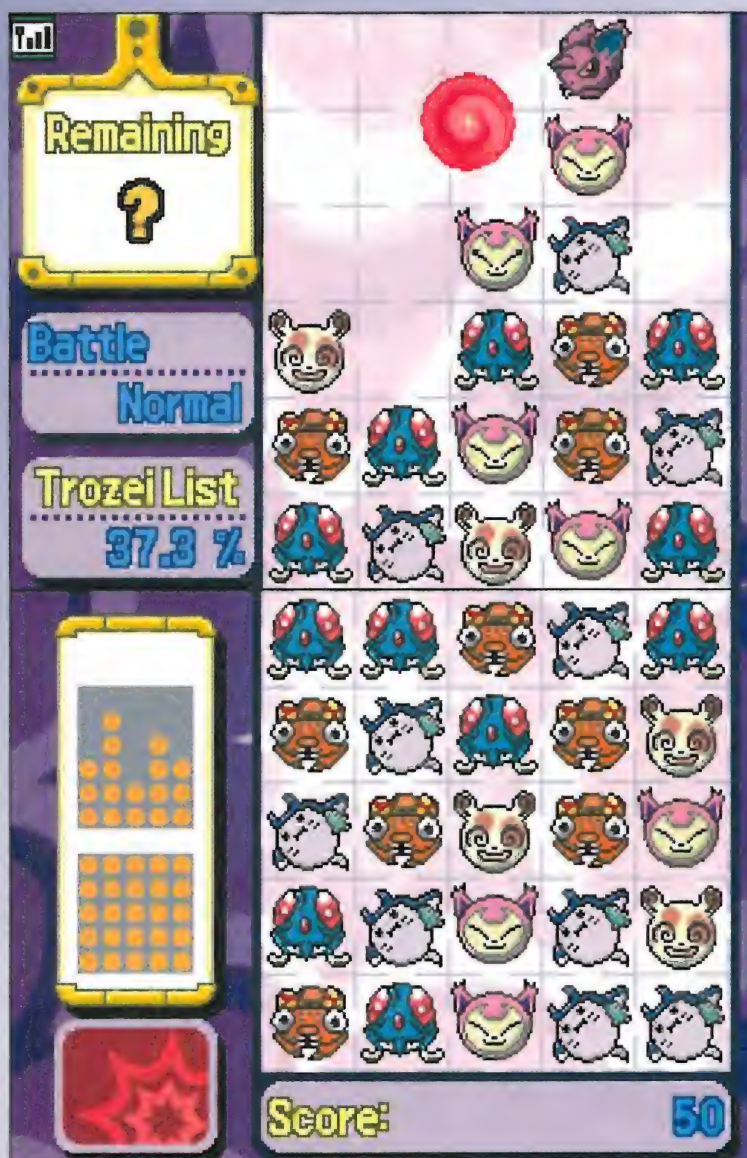 Remaining
?
Battle
Normal
Trozei List
37.3 %
Score: 50